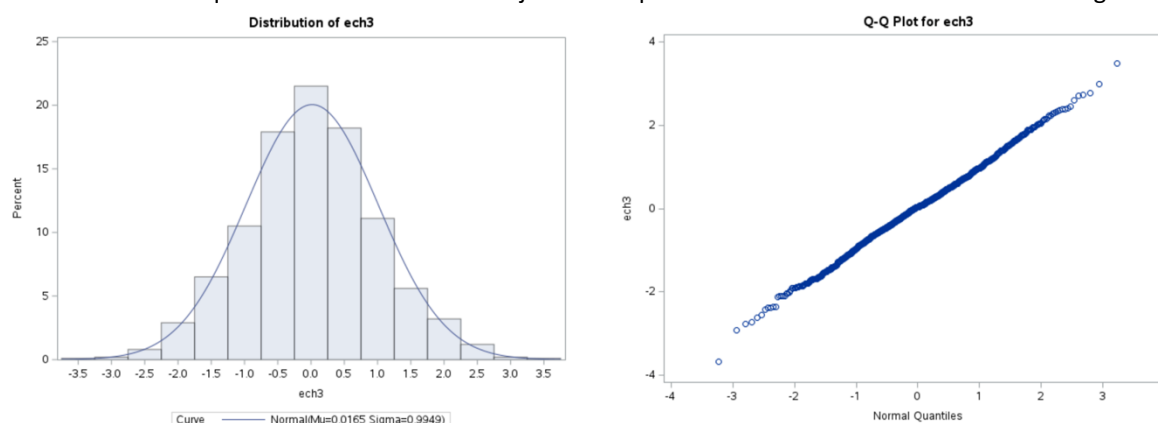 Distribution of ech3
25
20
15
10
5
0
Percent
-3.5 -3.0 -2.5 -2.0 -1.5 -1.0 -0.5 0.0 0.5 1.0 1.5 2.0 2.5 3.0 3.5
ech3
Curve Normal(Mu=0.0165 Sigma=0.9949)
Q-Q Plot for ech3
4
2
0
-2
-4
ech3
-4 -3 -2 -1 0 1 2 3
Normal Quantiles